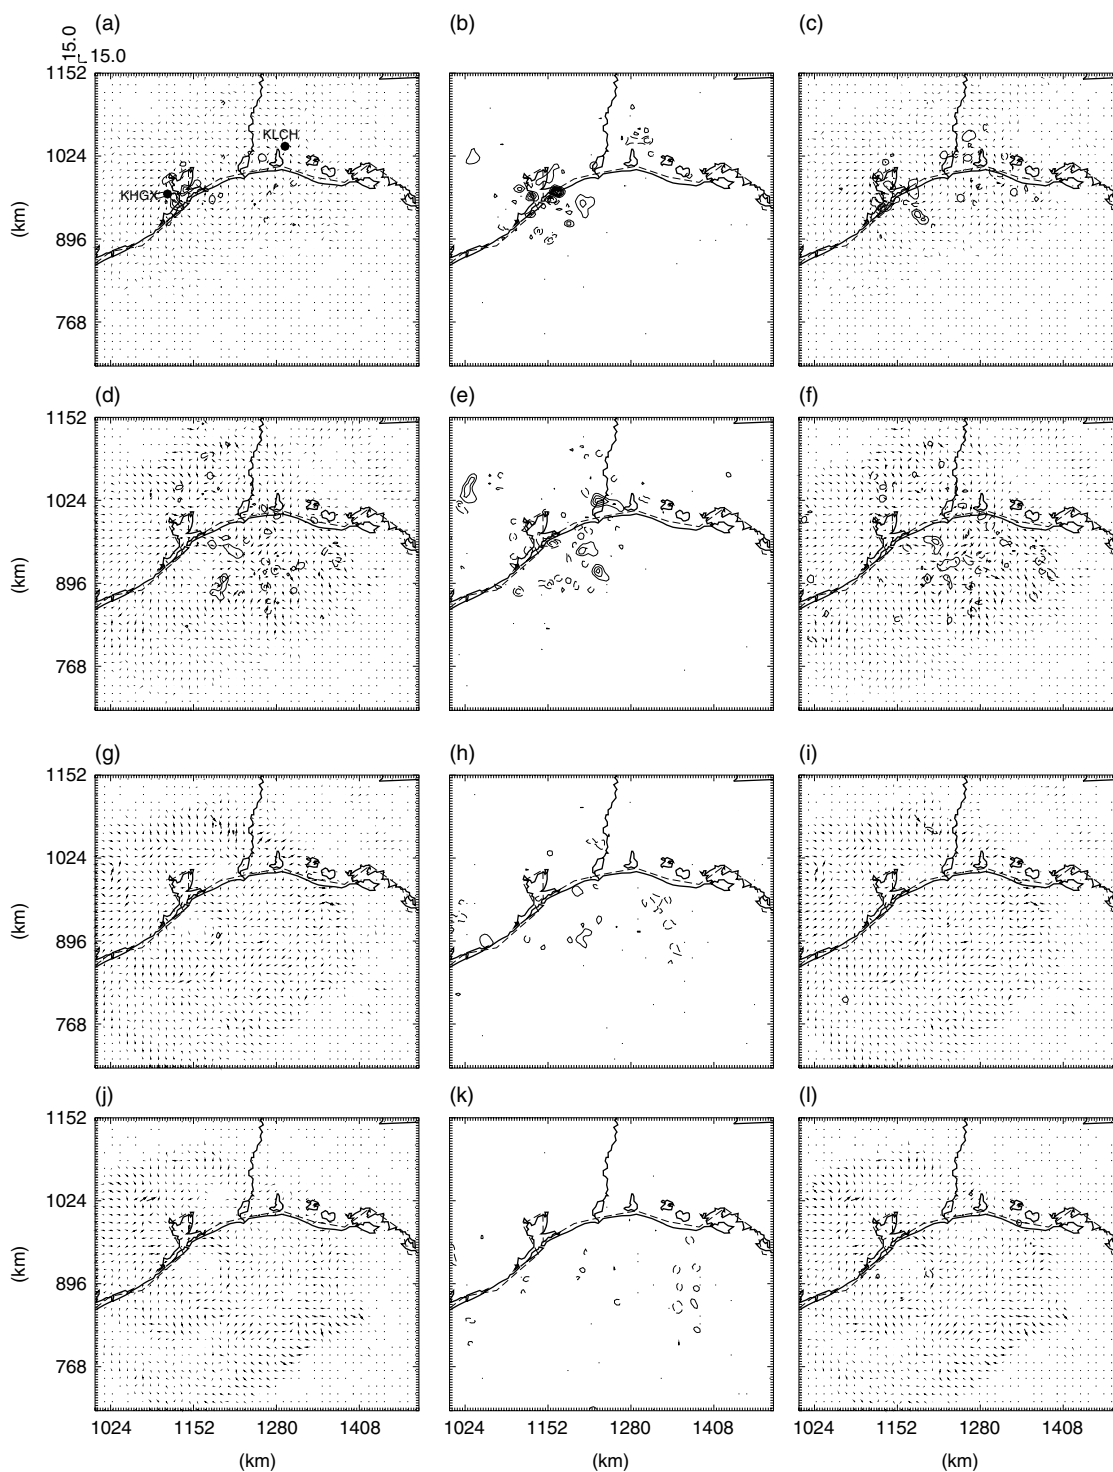 (a) (b) (c)
15.0
15.0
1152
KLCH
1024
KHGX
(km)
896
768
(d) (e) (f)
1152
1024
(km)
896
768
(g) (h) (i)
1152
1024
(km)
896
768
(j) (k) (l)
1152
1024
(km)
896
768
1024 1152 1280 1408 1024 1152 1280 1408 1024 1152 1280 1408
(km) (km) (km)